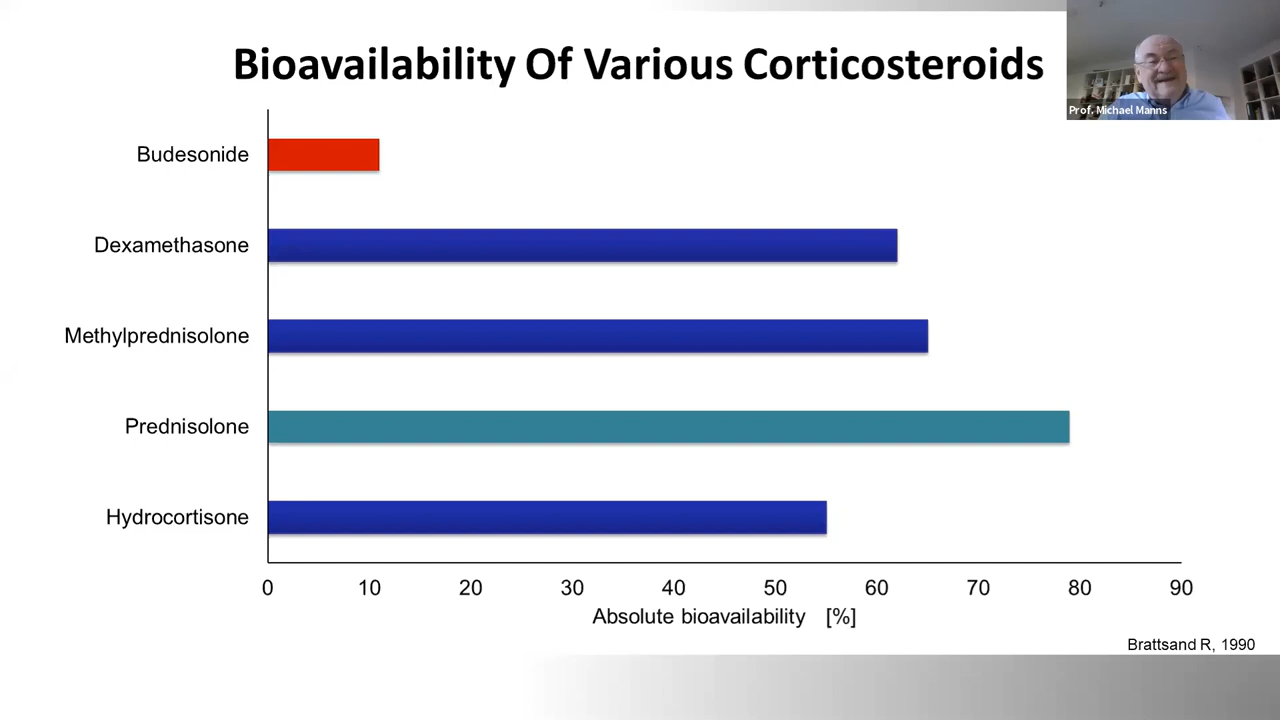 Bioavailability Of Various Corticosteroids
Prof. Michael Manns
Budesonide
Dexamethasone
Methylprednisolone
Prednisolone
Hydrocortisone
0 10 20 30 40 50 60 70 80 90
Absolute bioavailability [%]
Brattsand R, 1990